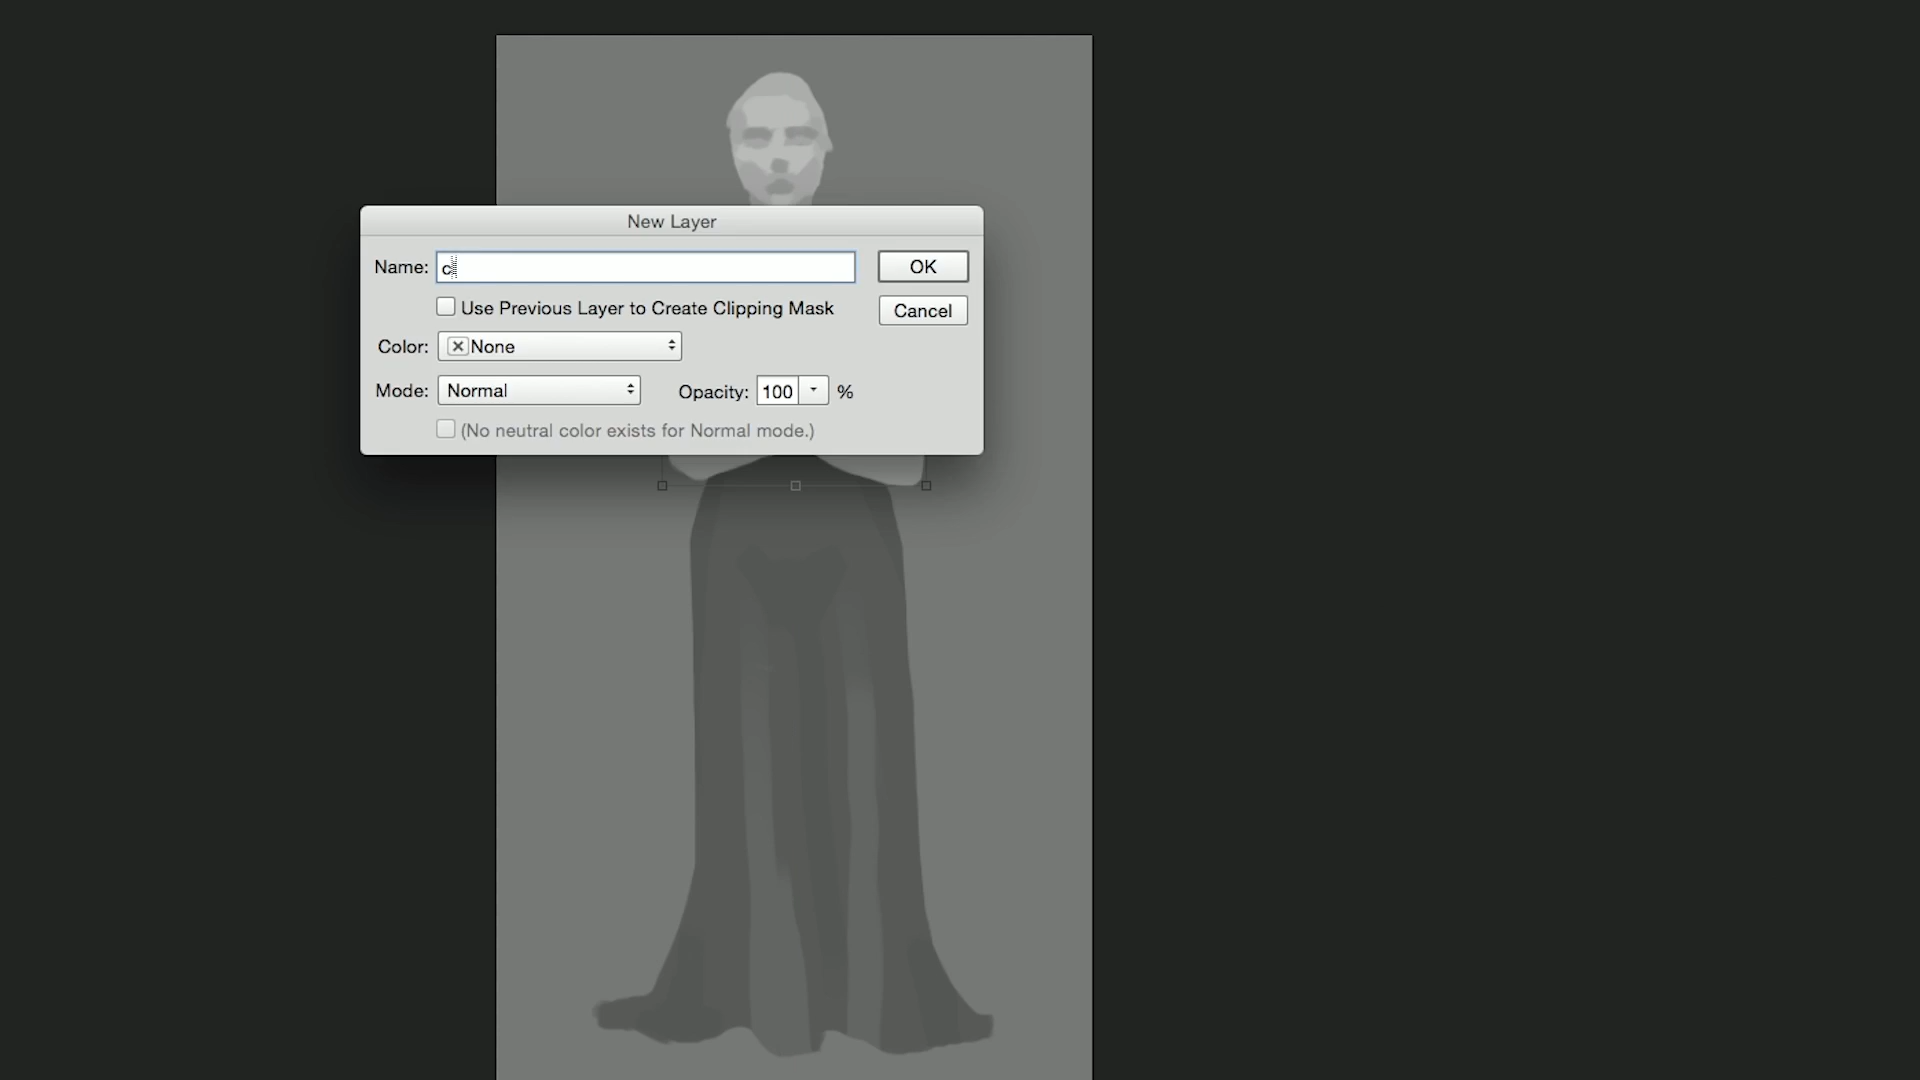 New Layer
Name: c
OK
Use Previous Layer to Create Clipping Mask
Cancel
Color: None
Mode: Normal
Opacity: 100 %
(No neutral color exists for Normal mode.)